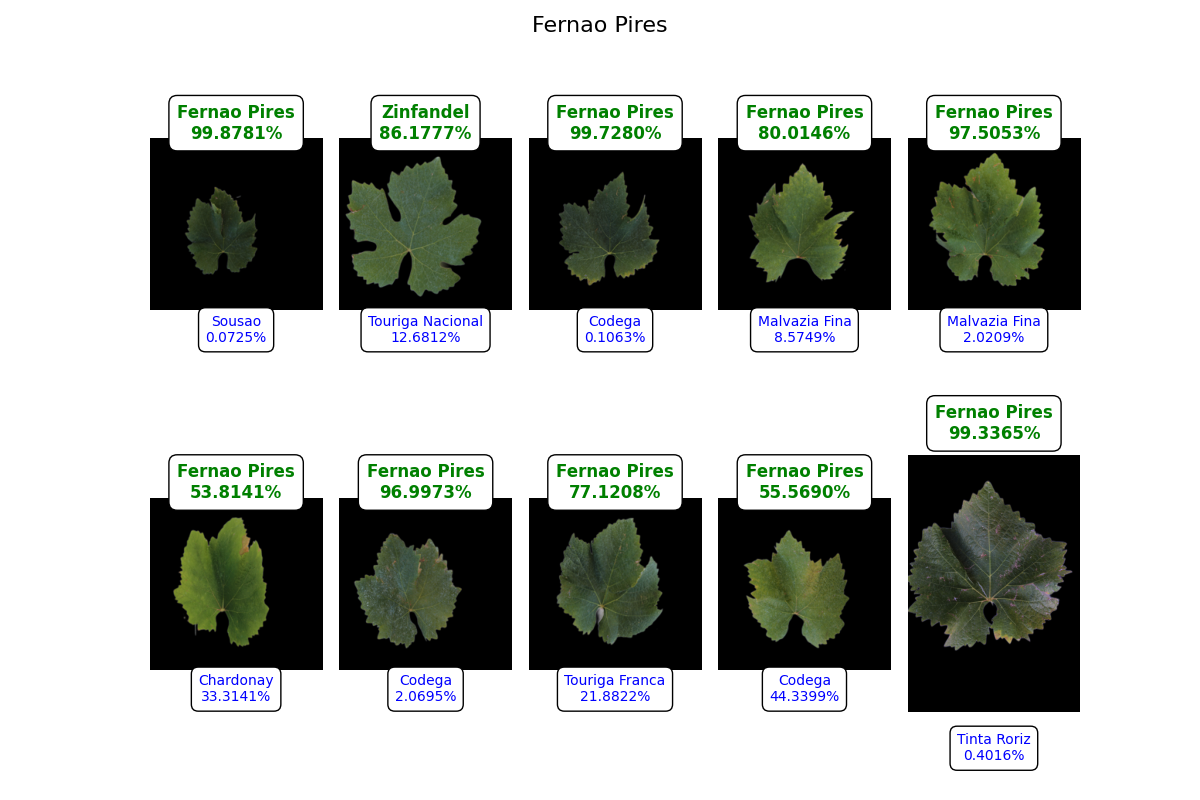 Fernao Pires
Fernao Pires
99.8781%
Zinfandel
86.1777%
Fernao Pires
99.7280%
Fernao Pires
80.0146%
Fernao Pires
97.5053%
Sousao
0.0725%
Touriga Nacional
12.6812%
Codega
0.1063%
Malvazia Fina
8.5749%
Malvazia Fina
2.0209%
Fernao Pires
53.8141%
Fernao Pires
96.9973%
Fernao Pires
77.1208%
Fernao Pires
55.5690%
Fernao Pires
99.3365%
Chardonay
33.3141%
Codega
2.0695%
Touriga Franca
21.8822%
Codega
44.3399%
Tinta Roriz
0.4016%